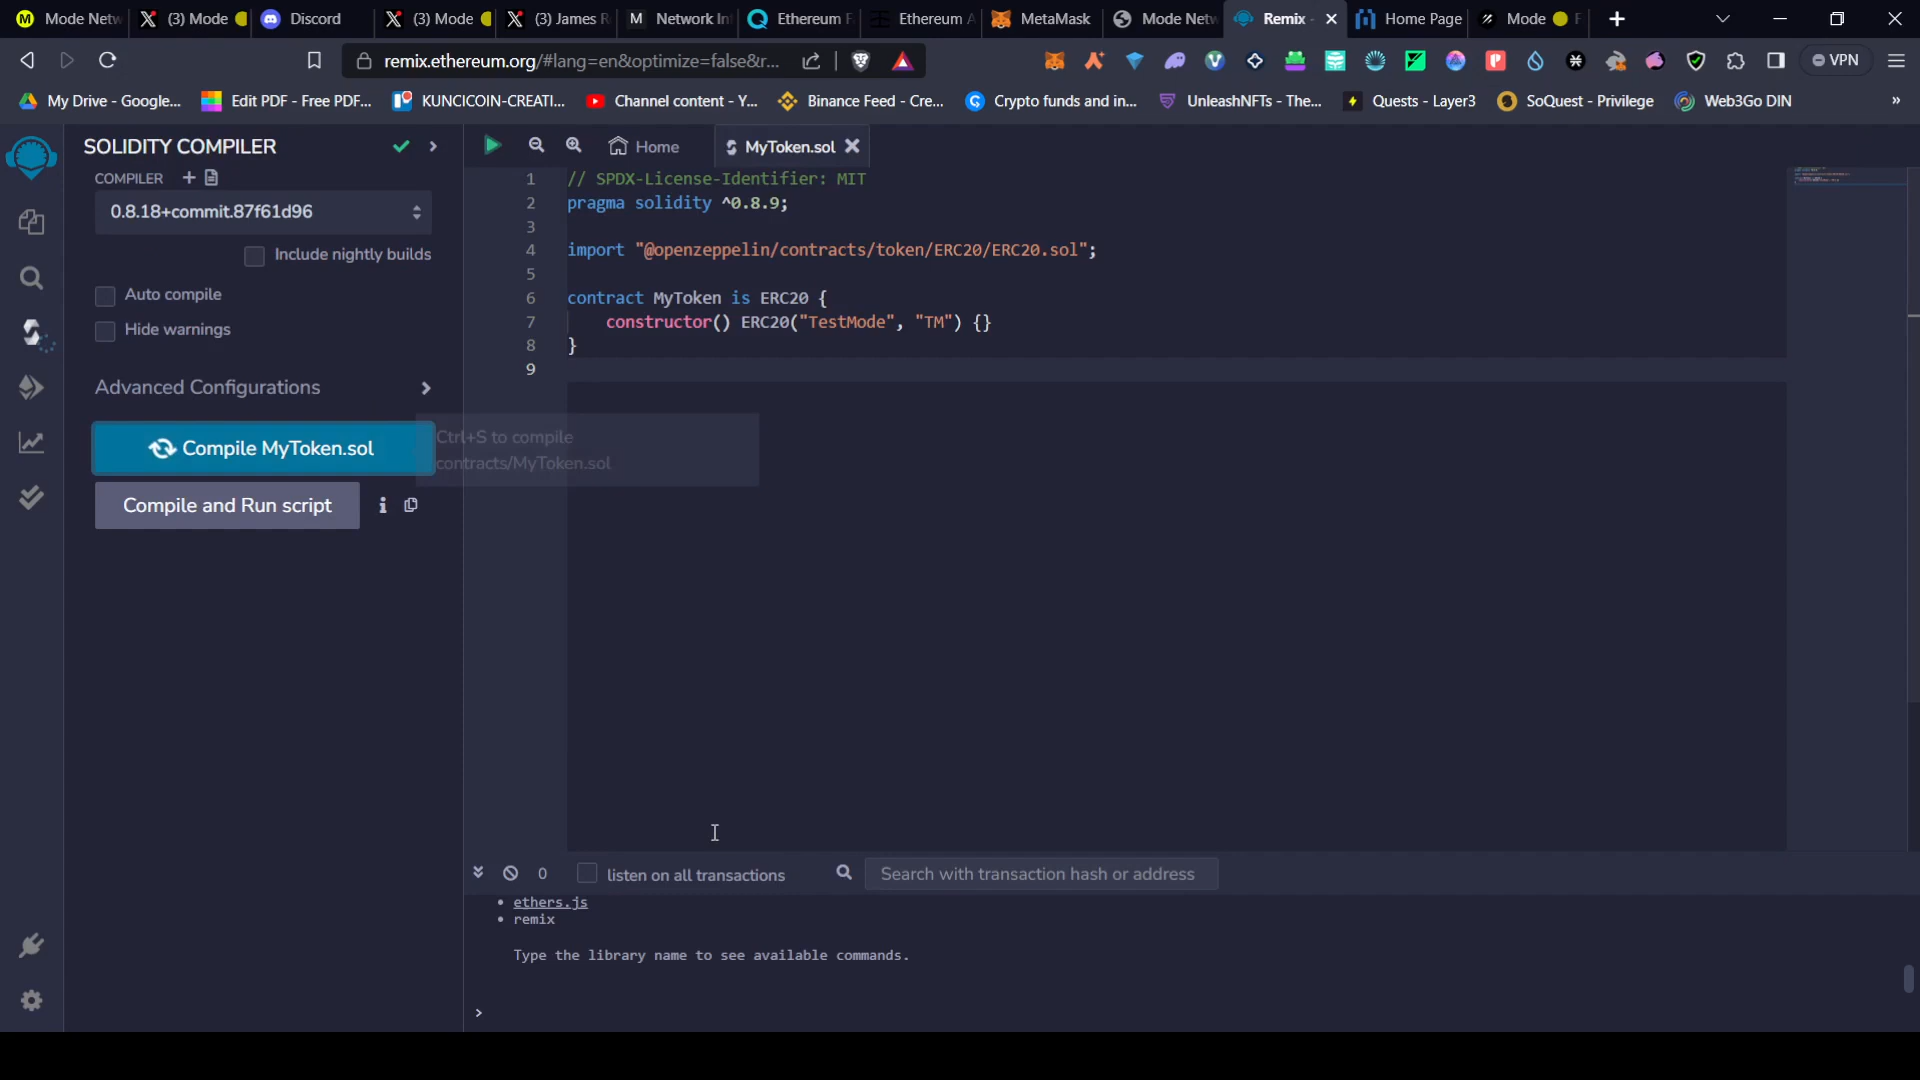 Mode Netw
(3) Mode
Discord
(3) Mode
(3) James R
Network In
Ethereum F
Ethereum A
MetaMask
Mode Netw
Remix -
Home Page
Mode
remix.ethereum.org/#lang=en&optimize=false&r...
VPN
My Drive - Google...
Edit PDF - Free PDF...
KUNCICOIN-CREATI...
Channel content - Y...
Binance Feed - Cre...
Crypto funds and in...
UnleashNFTs - The...
Quests - Layer3
SoQuest - Privilege
Web3Go DIN
»
SOLIDITY COMPILER
COMPILER
0.8.18+commit.87f61d96
Include nightly builds
Auto compile
Hide warnings
Advanced Configurations
Compile MyToken.sol
Compile and Run script
Ctrl+S to compile
contracts/MyToken.sol
Home
MyToken.sol
1 // SPDX-License-Identifier: MIT
2 pragma solidity ^0.8.9;
3
4 import "@openzeppelin/contracts/token/ERC20/ERC20.sol";
5
6 contract MyToken is ERC20 {
7 constructor() ERC20("TestMode", "TM") {}
8 }
9
0
listen on all transactions
Search with transaction hash or address
• ethers.js
• remix
Type the library name to see available commands.
>